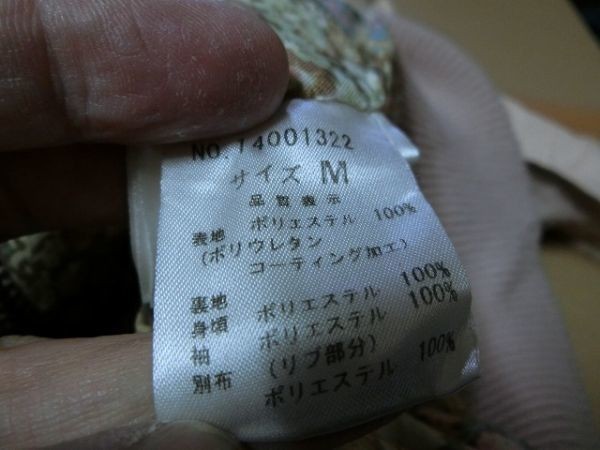 NO.14001322
サイズ M
品質表示
表地 ポリエステル 100%
(ポリウレタン
コーティング加工)
裏地
身頃 ポリエステル 100%
袖 ポリエステル 100%
別布 (リブ部分)
ポリエステル 100%